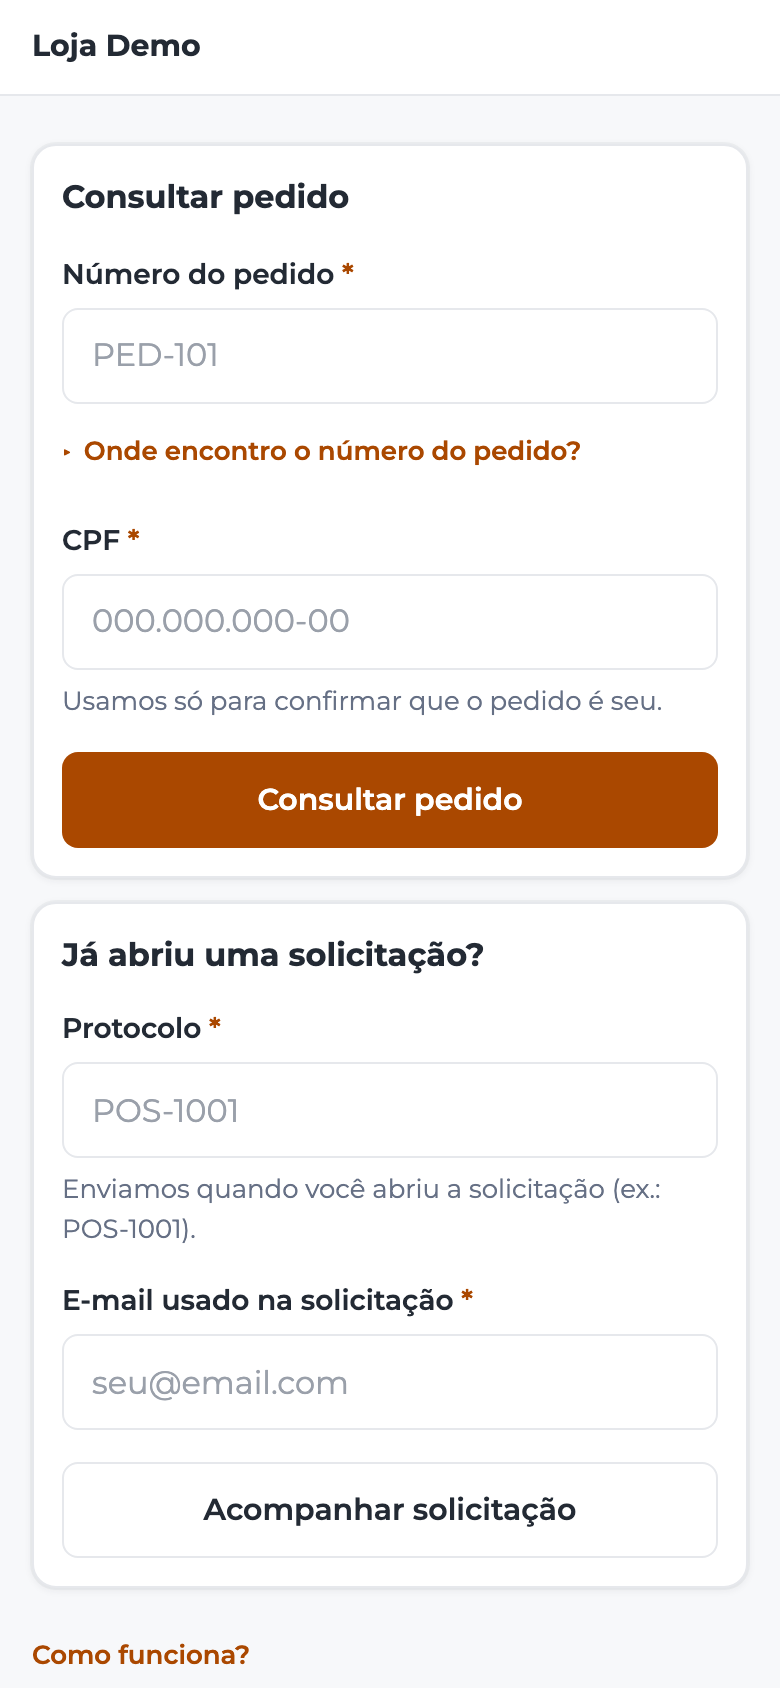 Loja Demo
Consultar pedido
Número do pedido *
PED-101
‣ Onde encontro o número do pedido?
CPF *
000.000.000-00
Usamos só para confirmar que o pedido é seu.
Consultar pedido
Já abriu uma solicitação?
Protocolo *
POS-1001
Enviamos quando você abriu a solicitação (ex.:
POS-1001).
E-mail usado na solicitação *
seu@email.com
Acompanhar solicitação
Como funciona?